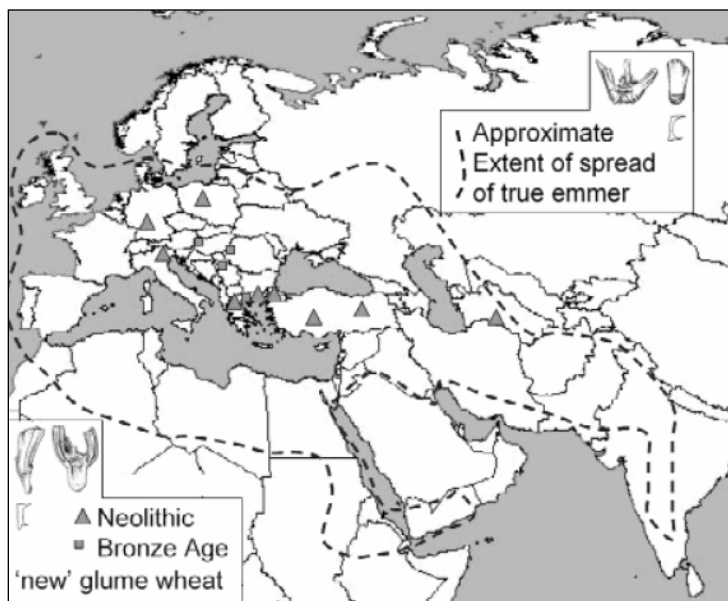 Approximate
Extent of spread
of true emmer
Neolithic
Bronze Age
‘new’ glume wheat